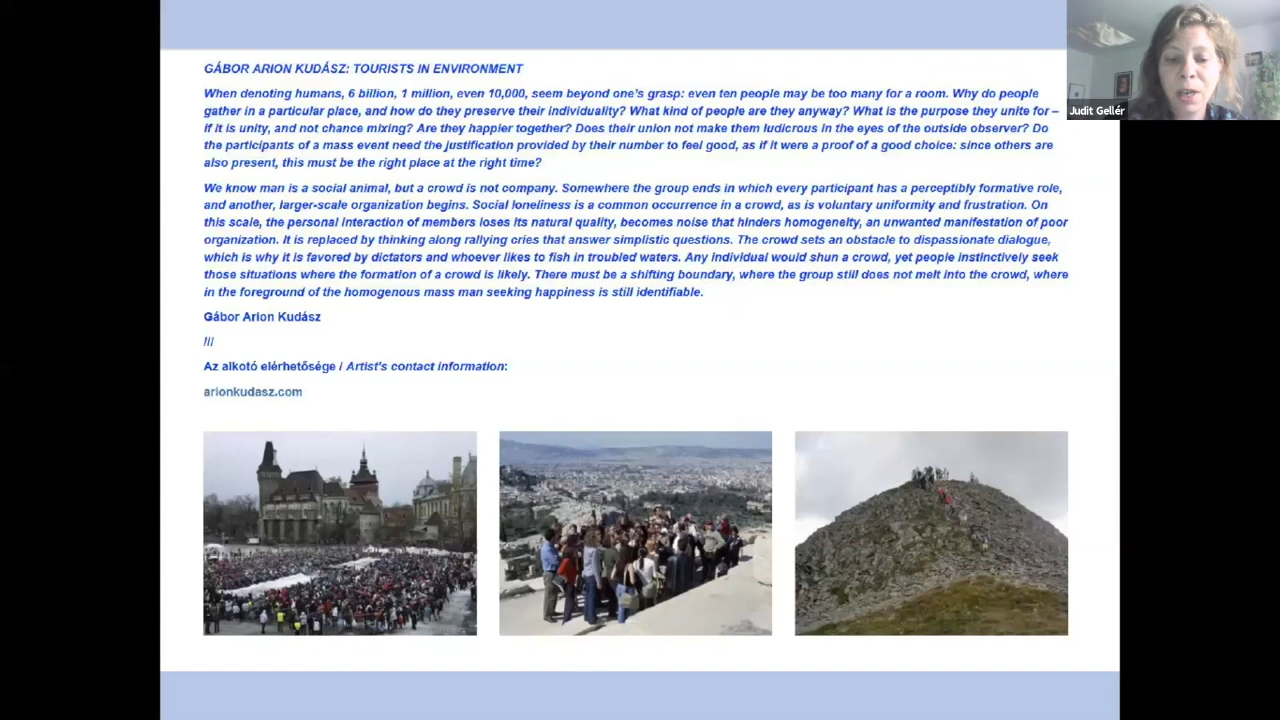 GÁBOR ARION KUDÁSZ: TOURISTS IN ENVIRONMENT
When denoting humans, 6 billion, 1 million, even 10,000, seem beyond one's grasp: even ten people may be too many for a room. Why do people
gather in a particular place, and how do they preserve their individuality? What kind of people are they anyway? What is the purpose they unite for –
if it is unity, and not chance mixing? Are they happier together? Does their union not make them ludicrous in the eyes of the outside observer? Do
the participants of a mass event need the justification provided by their number to feel good, as if it were a proof of a good choice: since others are
also present, this must be the right place at the right time?
We know man is a social animal, but a crowd is not company. Somewhere the group ends in which every participant has a perceptibly formative role,
and another, larger-scale organization begins. Social loneliness is a common occurrence in a crowd, as is voluntary uniformity and frustration. On
this scale, the personal interaction of members loses its natural quality, becomes noise that hinders homogeneity, an unwanted manifestation of poor
organization. It is replaced by thinking along rallying cries that answer simplistic questions. The crowd sets an obstacle to dispassionate dialogue,
which is why it is favored by dictators and whoever likes to fish in troubled waters. Any individual would shun a crowd, yet people instinctively seek
those situations where the formation of a crowd is likely. There must be a shifting boundary, where the group still does not melt into the crowd, where
in the foreground of the homogenous mass man seeking happiness is still identifiable.
Gábor Arion Kudász
///
Az alkotó elérhetősége / Artist's contact information:
arionkudasz.com
Judit Gellér